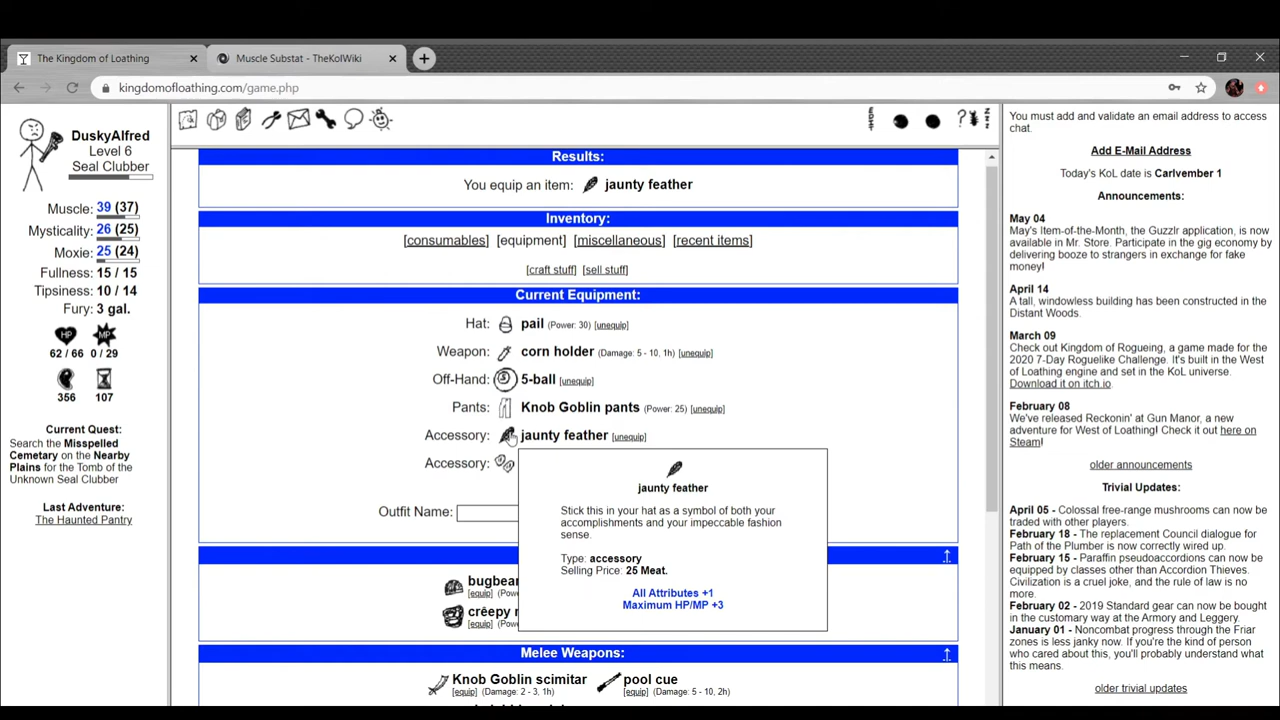 The Kingdom of Loathing
Muscle Substat - TheKolWiki
kingdomofloathing.com/game.php
DuskyAlfred
Level 6
Seal Clubber
Muscle: 39 (37)
Mysticality: 26 (25)
Moxie: 25 (24)
Fullness: 15 / 15
Tipsiness: 10 / 14
Fury: 3 gal.
HP MP
62 / 66 0 / 29
356 107
Current Quest:
Search the Misspelled
Cemetary on the Nearby
Plains for the Tomb of the
Unknown Seal Clubber
Last Adventure:
The Haunted Pantry
Results:
You equip an item: jaunty feather
Inventory:
[consumables] [equipment] [miscellaneous] [recent items]
[craft stuff] [sell stuff]
Current Equipment:
Hat: pail (Power: 30) [unequip]
Weapon: corn holder (Damage: 5 - 10, 1h) [unequip]
Off-Hand: 5-ball [unequip]
Pants: Knob Goblin pants (Power: 25) [unequip]
Accessory: jaunty feather [unequip]
Accessory:
Outfit Name:
jaunty feather
Stick this in your hat as a symbol of both your
accomplishments and your impeccable fashion
sense.
Type: accessory
Selling Price: 25 Meat.
All Attributes +1
Maximum HP/MP +3
bugbear
[equip] (Pow
crêepy
[equip] (Pow
Melee Weapons:
Knob Goblin scimitar
[equip] (Damage: 2 - 3, 1h)
pool cue
[equip] (Damage: 5 - 10, 2h)
EDIT
?
ZZZ
You must add and validate an email address to access
chat.
Add E-Mail Address
Today's KoL date is Carlvember 1
Announcements:
May 04
May's Item-of-the-Month, the Guzzlr application, is now
available in Mr. Store. Participate in the gig economy by
delivering booze to strangers in exchange for fake
money!
April 14
A tall, windowless building has been constructed in the
Distant Woods.
March 09
Check out Kingdom of Rogueing, a game made for the
2020 7-Day Roguelike Challenge. It's built in the West
of Loathing engine and set in the KoL universe.
Download it on itch.io.
February 08
We've released Reckonin' at Gun Manor, a new
adventure for West of Loathing! Check it out here on
Steam!
older announcements
Trivial Updates:
April 05 - Colossal free-range mushrooms can now be
traded with other players.
February 18 - The replacement Council dialogue for
Path of the Plumber is now correctly wired up.
February 15 - Paraffin pseudoaccordions can now be
equipped by classes other than Accordion Thieves.
Civilization is a cruel joke, and the rule of law is no
more.
February 02 - 2019 Standard gear can now be bought
in the customary way at the Armory and Leggery.
January 01 - Noncombat progress through the Friar
zones is less janky now. If you're the kind of person
who cared about this, you'll probably understand what
this means.
older trivial updates